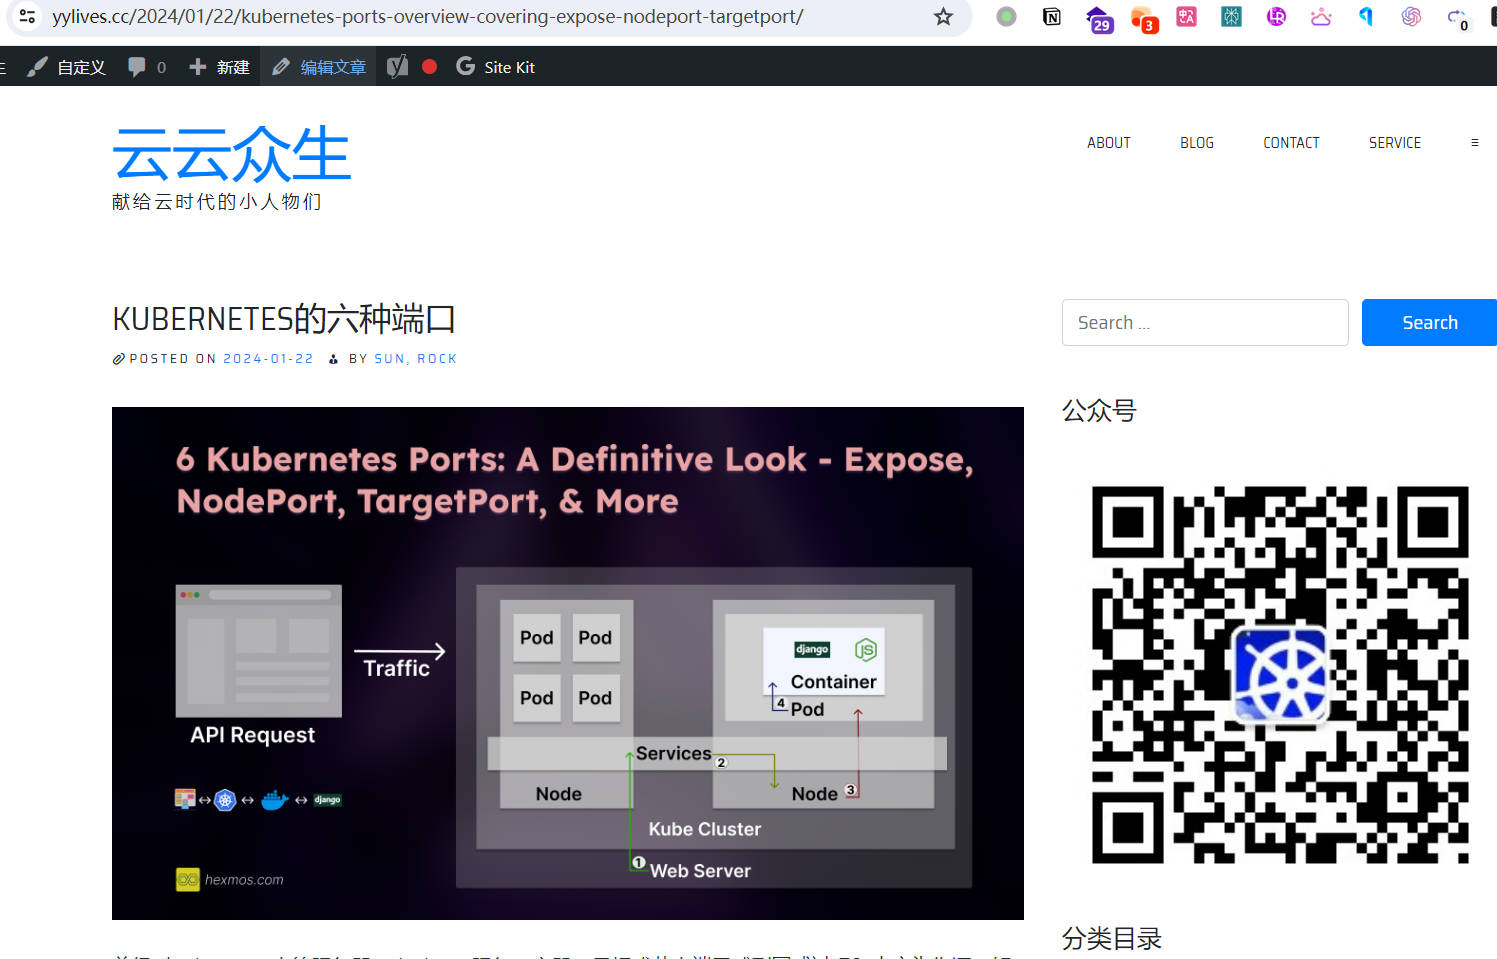 yylives.cc/2024/01/22/kubernetes-ports-overview-covering-expose-nodeport-targetport/
29
3
0
自定义
0
新建
编辑文章
Site Kit
云云众生
献给云时代的小人物们
ABOUT
BLOG
CONTACT
SERVICE
KUBERNETES的六种端口
POSTED ON 2024-01-22 BY SUN, ROCK
Search ...
Search
公众号
6 Kubernetes Ports: A Definitive Look - Expose,
NodePort, TargetPort, & More
Pod Pod
Pod Pod
django
Container
4 Pod
Traffic
API Request
Services 2
Node
Node 3
django
Kube Cluster
1 Web Server
hexmos.com
分类目录